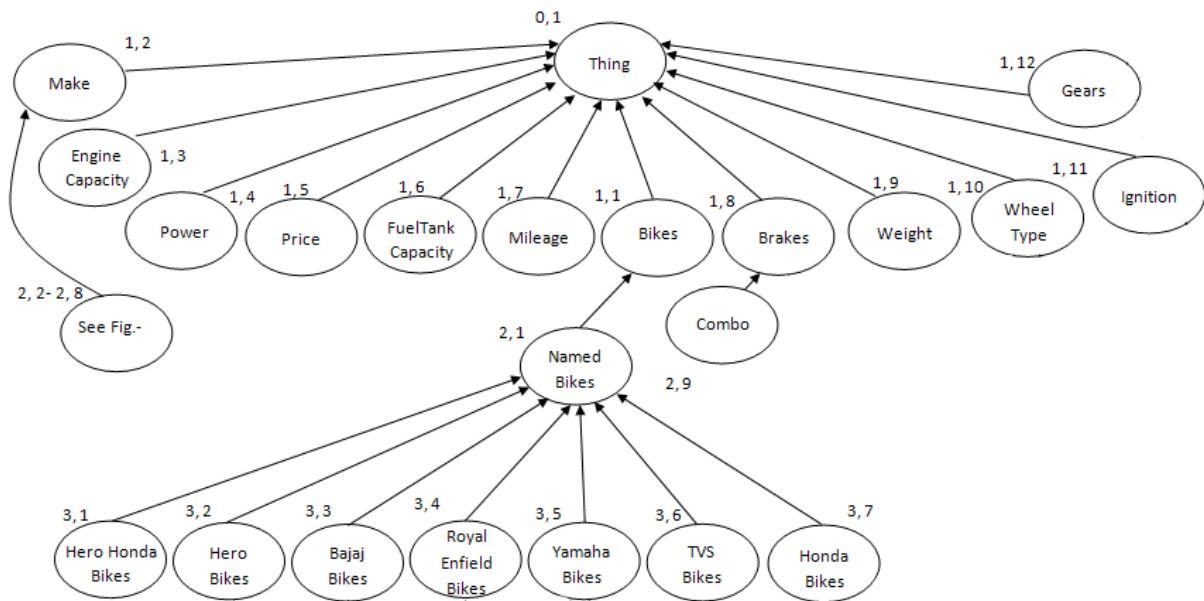 0, 1
Thing
1, 2
Make
1, 12
Gears
Engine
Capacity
1, 3
Power
1, 4
Price
1, 5
FuelTank
Capacity
1, 6
Mileage
1, 7
Bikes
1, 1
Brakes
1, 8
Weight
1, 9
Wheel
Type
1, 10
Ignition
1, 11
2, 2- 2, 8
See Fig.-
Combo
2, 1
Named
Bikes
2, 9
3, 1
Hero Honda
Bikes
3, 2
Hero
Bikes
3, 3
Bajaj
Bikes
3, 4
Royal
Enfield
Bikes
3, 5
Yamaha
Bikes
3, 6
TVS
Bikes
3, 7
Honda
Bikes